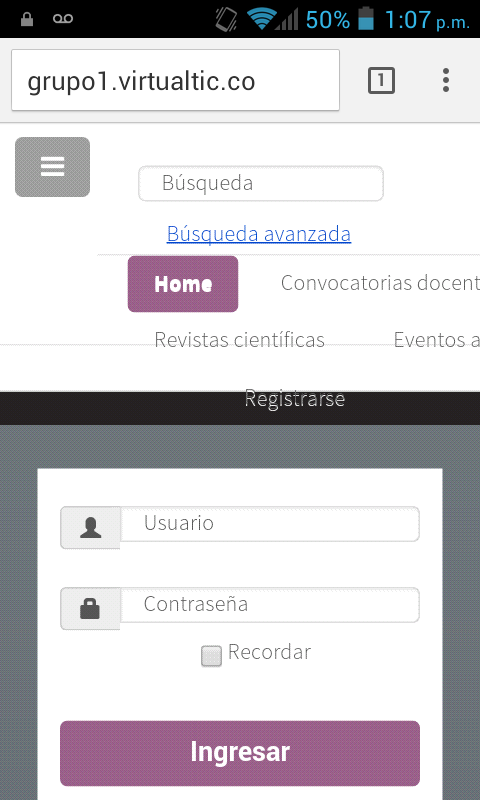 50% 1:07 p.m.
grupo1.virtualtic.co 1
Búsqueda
Búsqueda avanzada
Home Convocatorias docent
Revistas científicas Eventos a
Registrarse
Usuario
Contraseña
Recordar
Ingresar